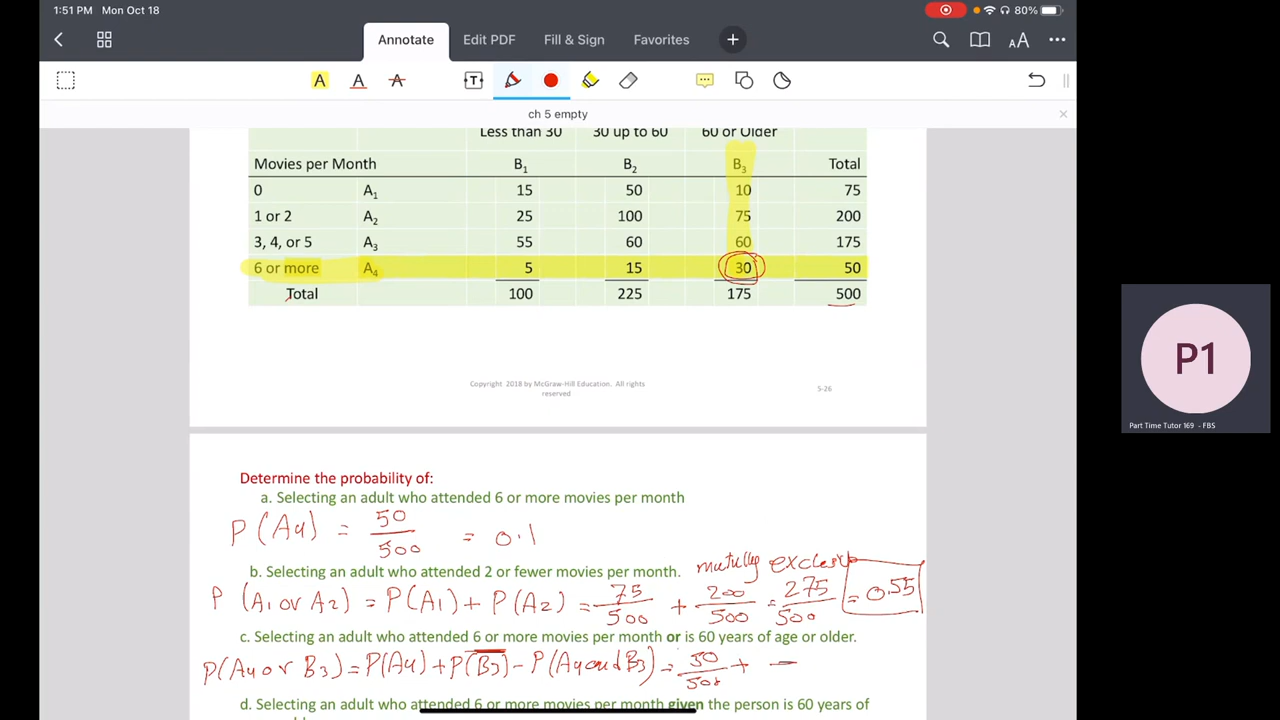 1:51 PM Mon Oct 18 80%
Annotate Edit PDF Fill & Sign Favorites
ch 5 empty
Less than 30 30 up to 60 60 or Older
Movies per Month B1 B2 B3 Total
0 A1 15 50 10 75
1 or 2 A2 25 100 75 200
3, 4, or 5 A3 55 60 60 175
6 or more A4 5 15 30 50
Total 100 225 175 500
Copyright 2018 by McGraw-Hill Education. All rights
reserved
5-26
Determine the probability of:
a. Selecting an adult who attended 6 or more movies per month
P(A4) = 50/500 = 0.1
mutually
b. Selecting an adult who attended 2 or fewer movies per month.
P(A1 or A2) = P(A1) + P(A2) = 75/500 + 200/500 = 275/500 = 0.55
c. Selecting an adult who attended 6 or more movies per month or is 60 years of age or older.
P(A4 or B3) = P(A4) + P(B3) - P(A4 and B3) = 50/500 +
d. Selecting an adult who attended 6 or more movies per month given the person is 60 years of
P1
Part Time Tutor 169 - FBS